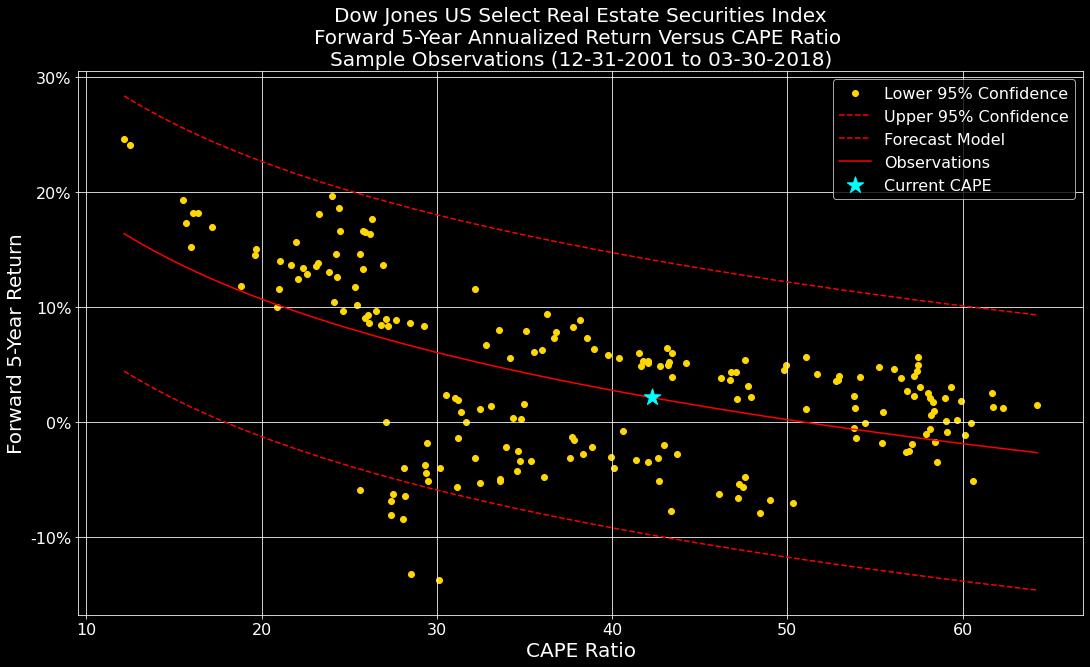 Dow Jones US Select Real Estate Securities Index
Forward 5-Year Annualized Return Versus CAPE Ratio
Sample Observations (12-31-2001 to 03-30-2018)
30%
20%
10%
0%
-10%
Forward 5-Year Return
Lower 95% Confidence
Upper 95% Confidence
Forecast Model
Observations
Current CAPE
10 20 30 40 50 60
CAPE Ratio